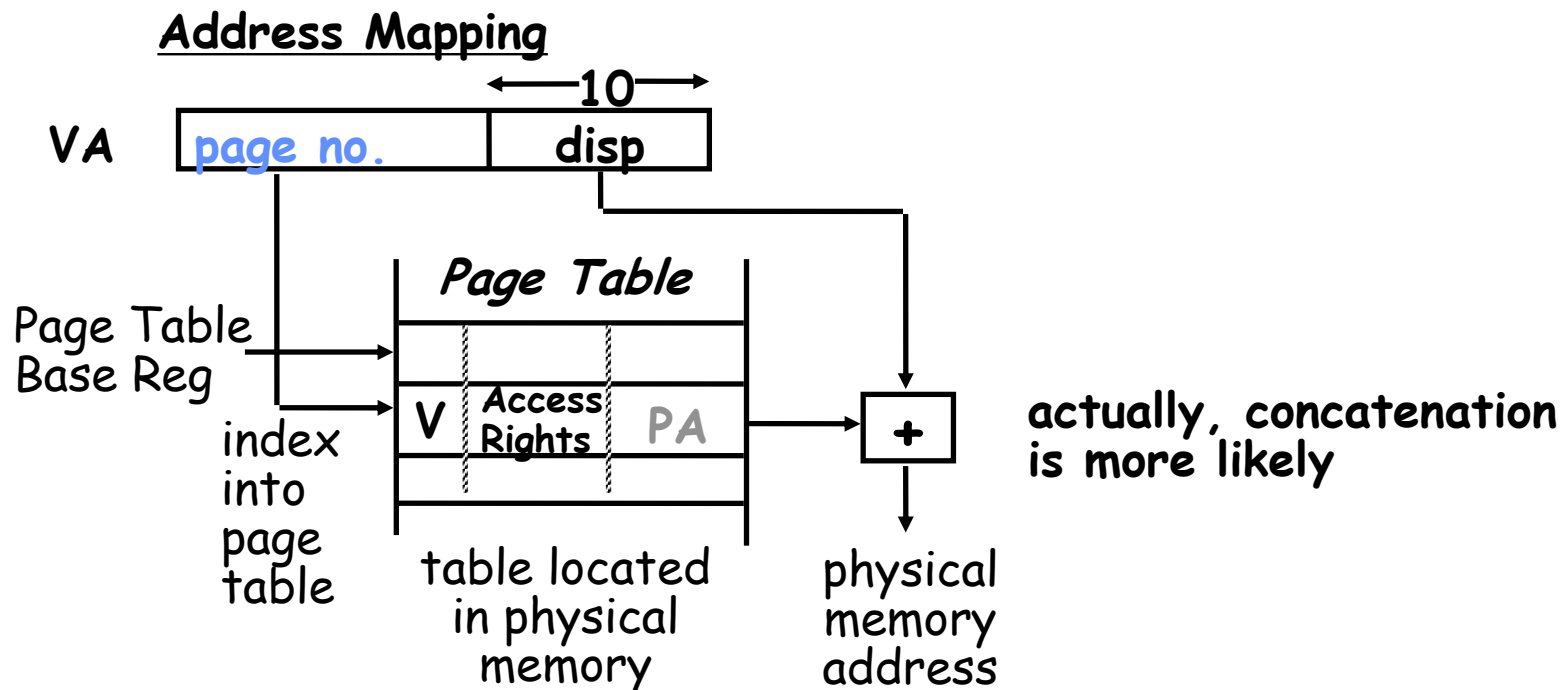 Address Mapping
10
VA page no. disp
Page Table
Page Table
Base Reg
V Access
Rights PA
+
actually, concatenation
is more likely
index
into
page
table
table located
in physical
memory
physical
memory
address